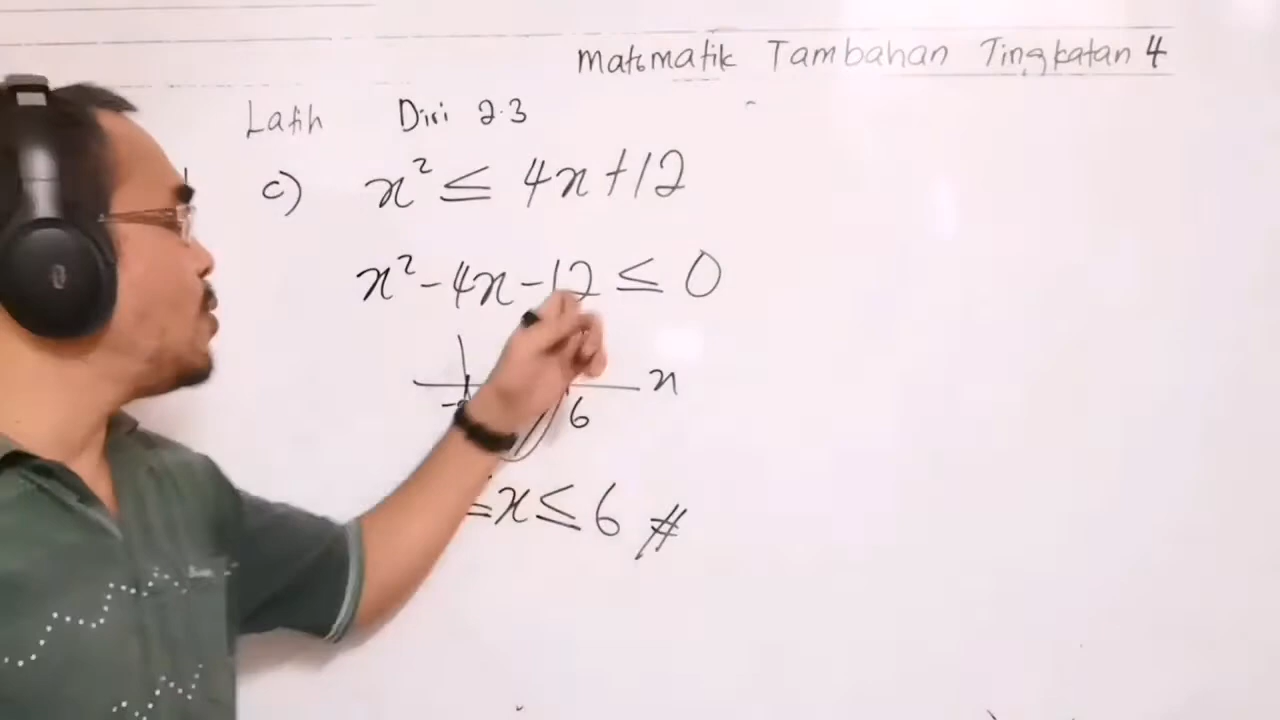 Matematik Tambahan Tingkatan 4
Latih Diri 2.3
c) x² ≤ 4x+12
x²-4x-12 ≤ 0
x
6
x ≤ 6 #